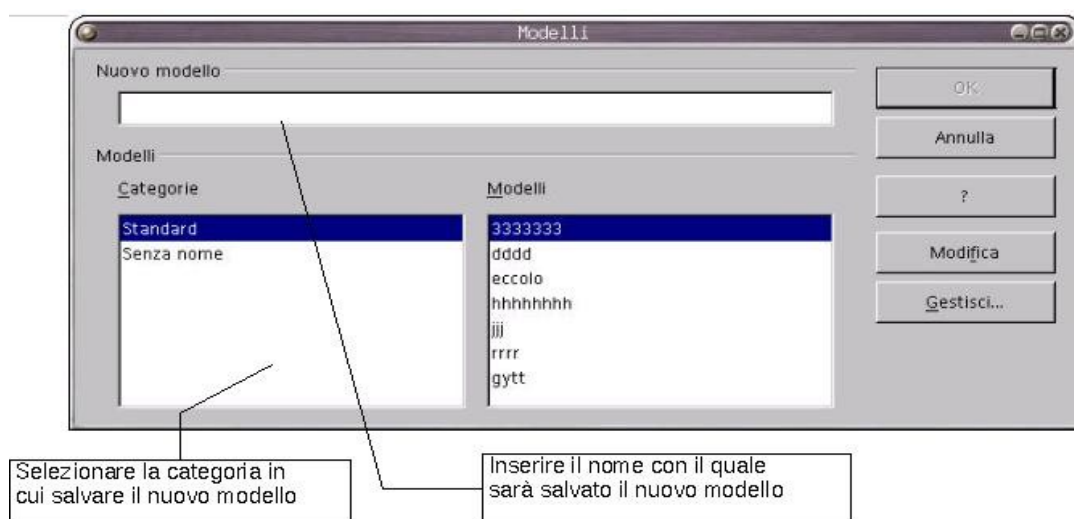 Modelli
Nuovo modello
OK
Annulla
Modelli
Categorie
Modelli
?
Standard
Senza nome
3333333
dddd
eccolo
hhhhhhhh
jjj
rrrr
gytt
Modifica
Gestisci...
Selezionare la categoria in
cui salvare il nuovo modello
Inserire il nome con il quale
sarà salvato il nuovo modello